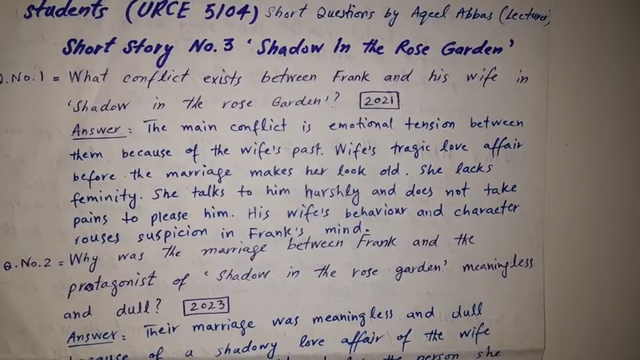 students (URCE 5104) Short Questions by Aqeel Abbas (Lecturer)
Short Story No. 3 'Shadow In the Rose Garden'
Q.No.1 = What conflict exists between Frank and his wife in
'Shadow in the rose Garden'? 2021
Answer: The main conflict is emotional tension between
them because of the wife's past. Wife's tragic love affair
before the marriage makes her look old. She lacks
feminity. She talks to him harshly and does not take
pains to please him. His wife's behaviour and character
rouses suspicion in Frank's mind.
Q.No.2 = Why was the marriage between Frank and the
protagonist of 'Shadow in the rose garden' meaningless
and dull? 2023
Answer: Their marriage was meaningless and dull
because of a shadowy love affair of the wife
the person she